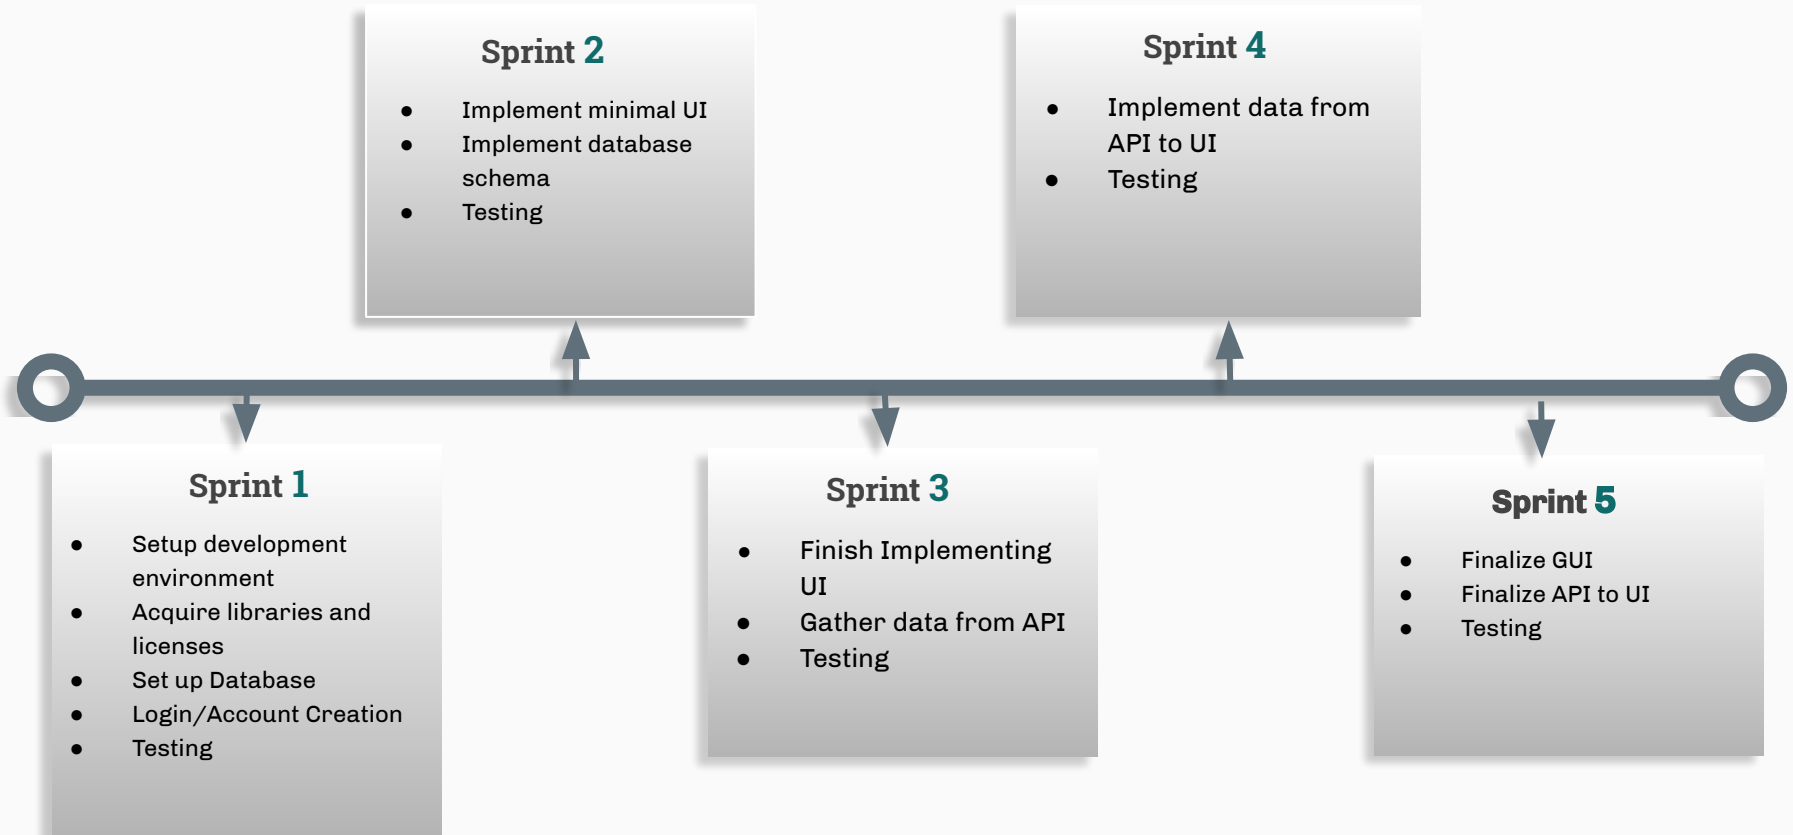 Sprint 2
● Implement minimal UI
● Implement database
schema
● Testing
Sprint 4
● Implement data from
API to UI
● Testing
Sprint 1
● Setup development
environment
● Acquire libraries and
licenses
● Set up Database
● Login/Account Creation
● Testing
Sprint 3
● Finish Implementing
UI
● Gather data from API
● Testing
Sprint 5
● Finalize GUI
● Finalize API to UI
● Testing